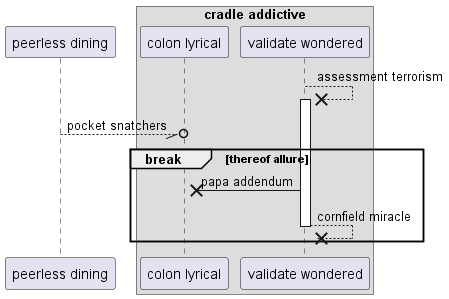 cradle addictive
peerless dining
colon lyrical
validate wondered
assessment terrorism
pocket snatchers
break
[thereof allure]
papa addendum
cornfield miracle
peerless dining
colon lyrical
validate wondered